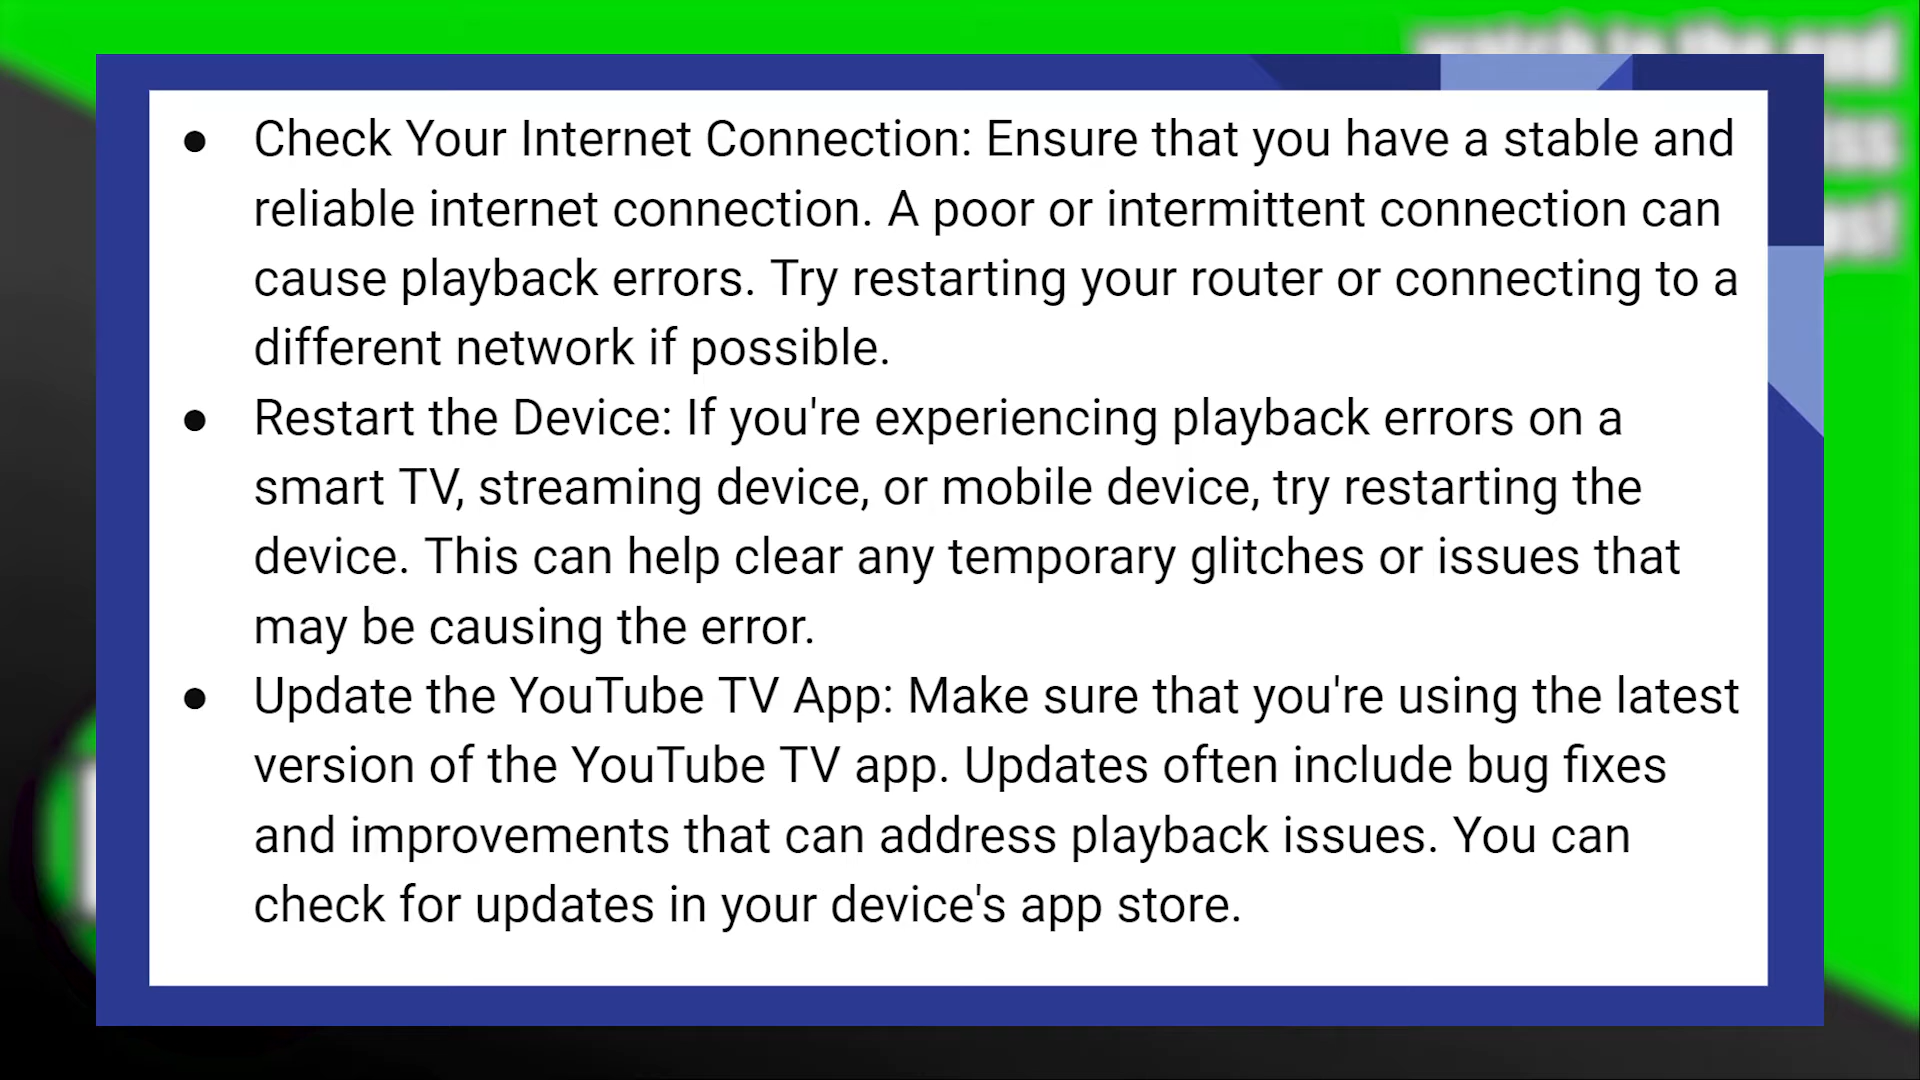 ● Check Your Internet Connection: Ensure that you have a stable and
reliable internet connection. A poor or intermittent connection can
cause playback errors. Try restarting your router or connecting to a
different network if possible.
● Restart the Device: If you're experiencing playback errors on a
smart TV, streaming device, or mobile device, try restarting the
device. This can help clear any temporary glitches or issues that
may be causing the error.
● Update the YouTube TV App: Make sure that you're using the latest
version of the YouTube TV app. Updates often include bug fixes
and improvements that can address playback issues. You can
check for updates in your device's app store.